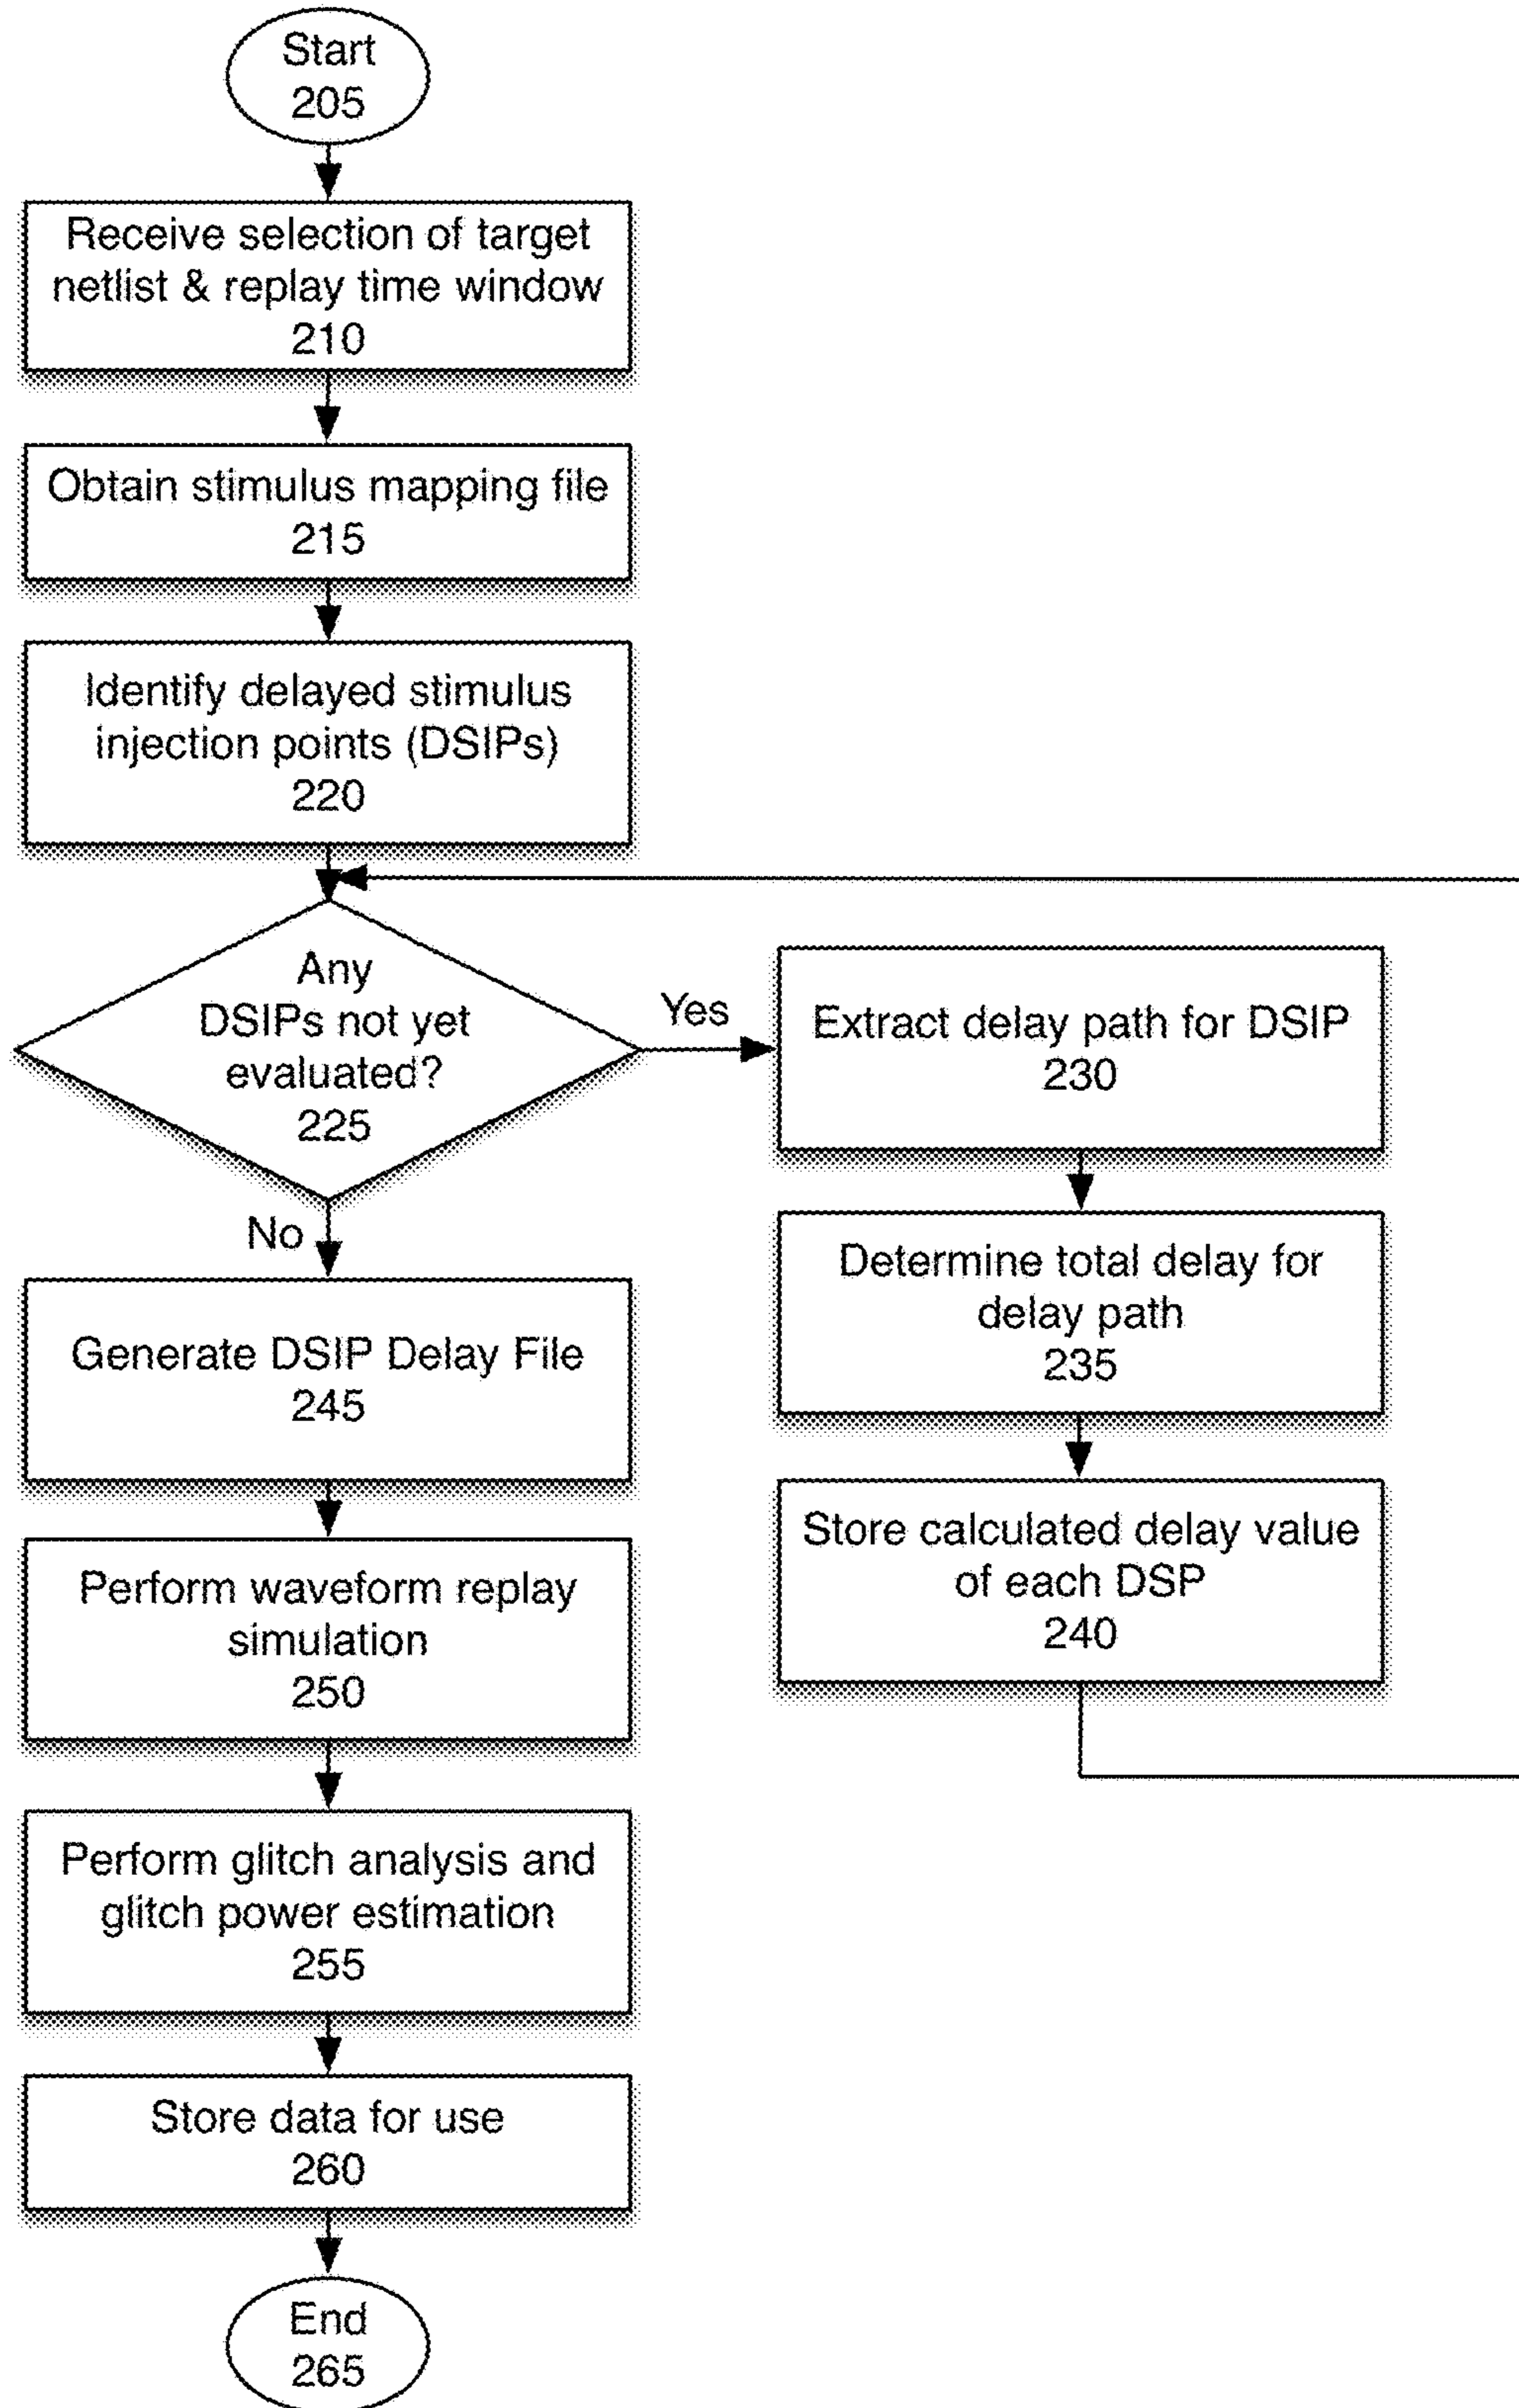 Start
205
Receive selection of target
netlist & replay time window
210
Obtain stimulus mapping file
215
Identify delayed stimulus
injection points (DSIPs)
220
Any
DSIPs not yet
evaluated?
225
Yes
No
Extract delay path for DSIP
230
Determine total delay for
delay path
235
Store calculated delay value
of each DSP
240
Generate DSIP Delay File
245
Perform waveform replay
simulation
250
Perform glitch analysis and
glitch power estimation
255
Store data for use
260
End
265